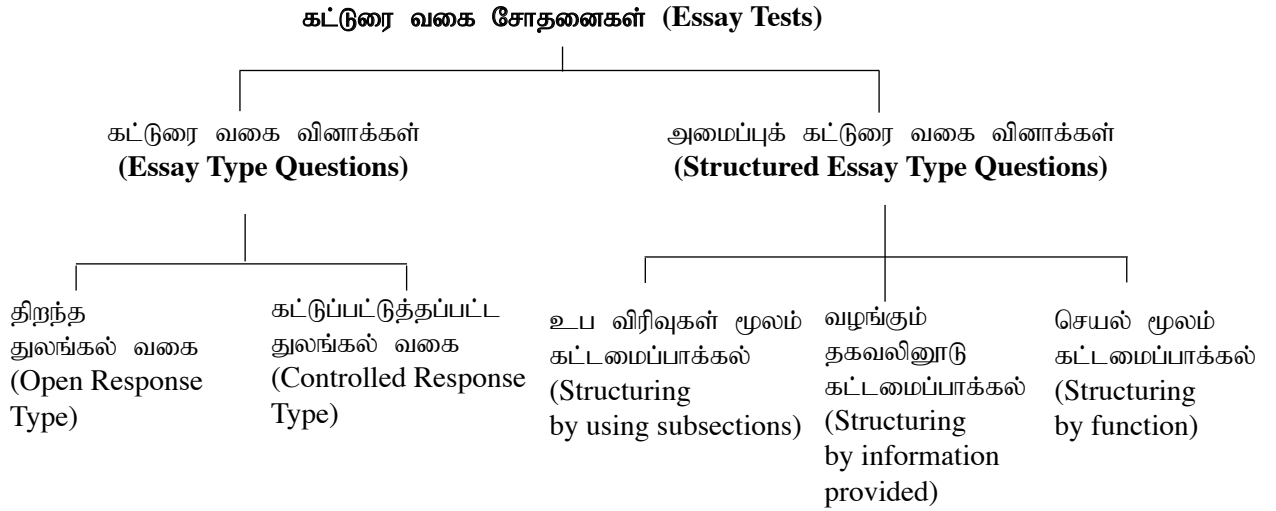 கட்டுரை வகை சோதனைகள் (Essay Tests)
கட்டுரை வகை வினாக்கள்
(Essay Type Questions)
அமைப்புக் கட்டுரை வகை வினாக்கள்
(Structured Essay Type Questions)
திறந்த
துலங்கல் வகை
(Open Response
Type)
கட்டுப்பட்டுத்தப்பட்ட
துலங்கல் வகை
(Controlled Response
Type)
உப விரிவுகள் மூலம்
கட்டமைப்பாக்கல்
(Structuring
by using subsections)
வழங்கும்
தகவலினூடு
கட்டமைப்பாக்கல்
(Structuring
by information
provided)
செயல் மூலம்
கட்டமைப்பாக்கல்
(Structuring
by function)